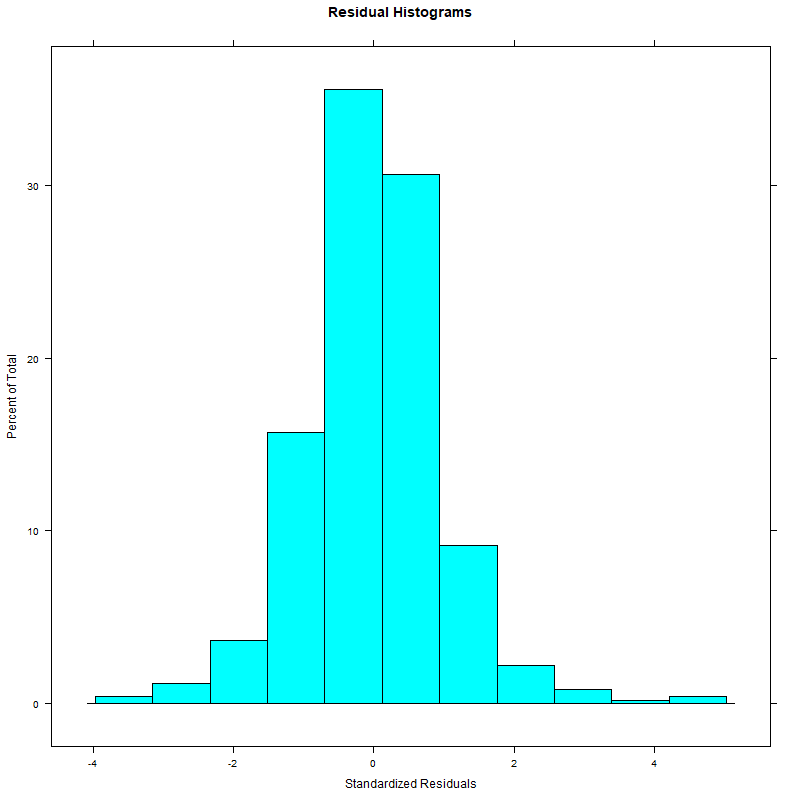 Residual Histograms
30
20
10
0
Percent of Total
-4 -2 0 2 4
Standardized Residuals